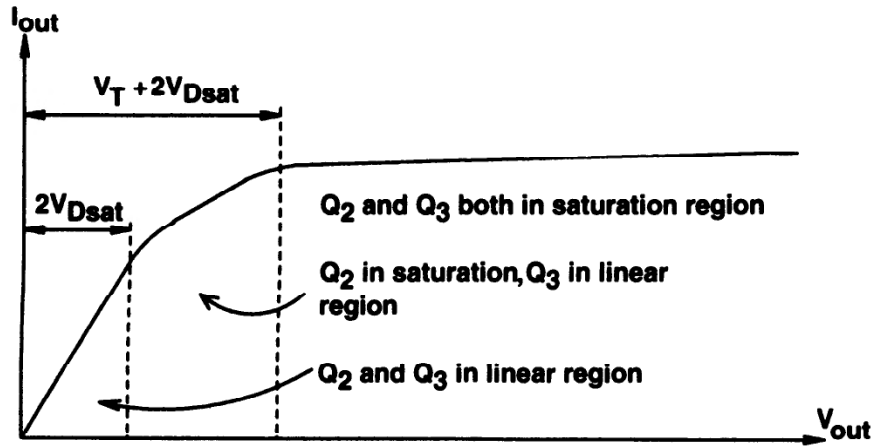 Iout
VT + 2VDsat
2VDsat
Q2 and Q3 both in saturation region
Q2 in saturation, Q3 in linear
region
Q2 and Q3 in linear region
Vout